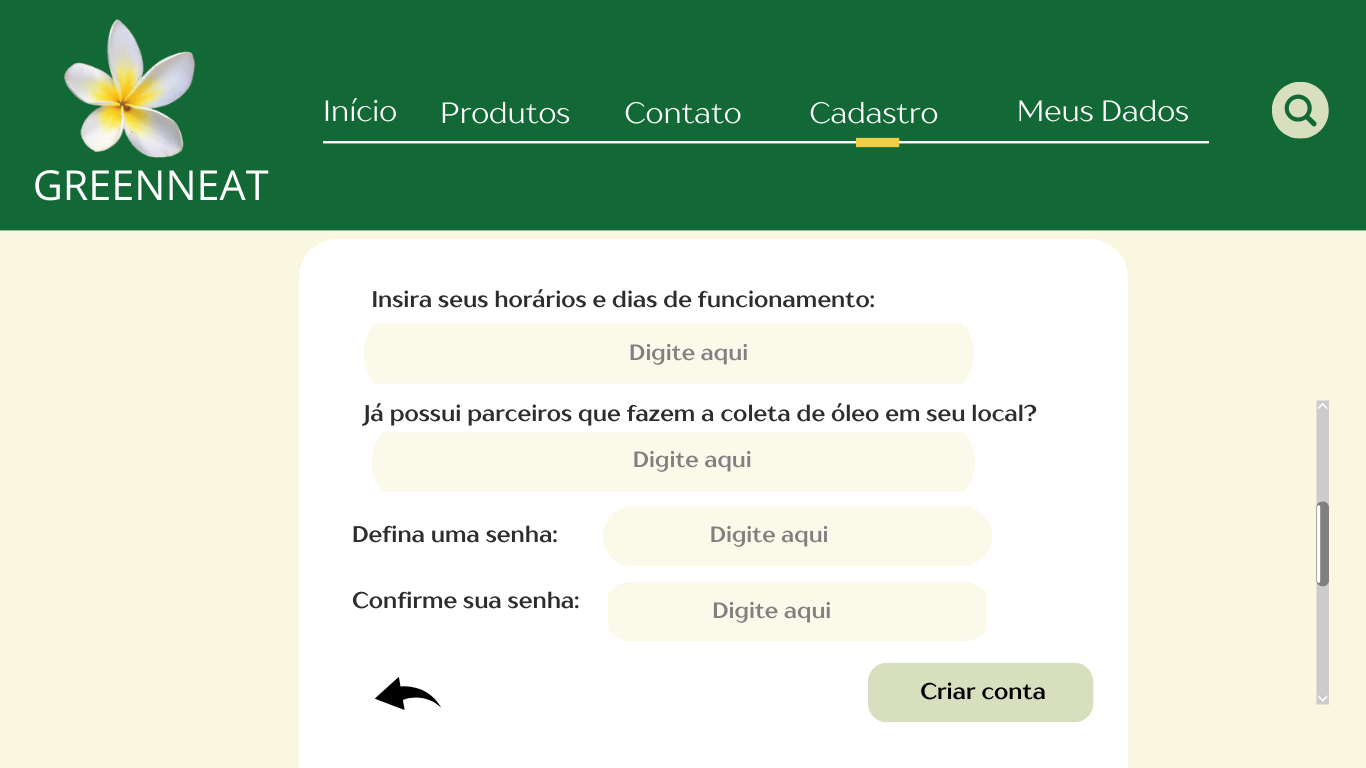 GREENNEAT
Início
Produtos
Contato
Cadastro
Meus Dados
Insira seus horários e dias de funcionamento:
Digite aqui
Já possui parceiros que fazem a coleta de óleo em seu local?
Digite aqui
Defina uma senha:
Digite aqui
Confirme sua senha:
Digite aqui
Criar conta